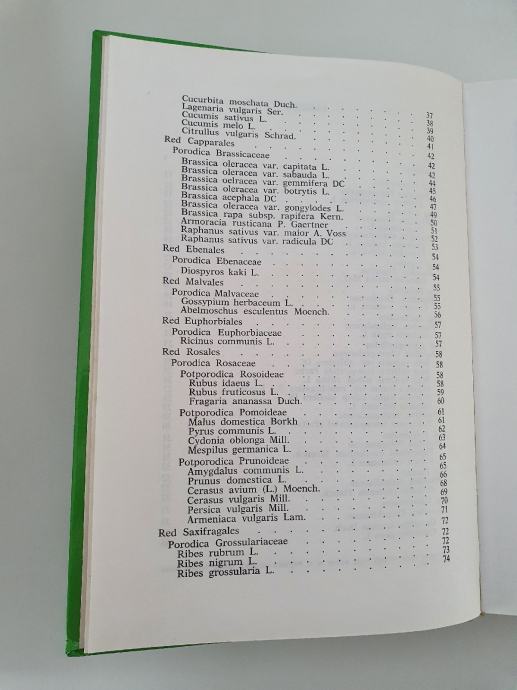 Cucurbita moschata Duch. 37
Lagenaria vulgaris Ser. 38
Cucumis sativus L. 39
Cucumis melo L. 40
Citrullus vulgaris Schrad. 41
Red Capparales 42
Porodica Brassicaceae 42
Brassica oleracea var. capitata L. 42
Brassica oleracea var. sabauda L. 44
Brassica oelracea var. gemmifera DC 45
Brassica oleracea var. botrytis L. 46
Brassica acephala DC 47
Brassica oleracea var. gongylodes L. 49
Brassica rapa subsp. rapifera Kern. 50
Armoracia rusticana P. Gaertner 51
Raphanus sativus var. maior A. Voss 52
Raphanus sativus var. radicula DC 53
Red Ebenales 54
Porodica Ebenaceae 54
Diospyros kaki L. 54
Red Malvales 55
Porodica Malvaceae 55
Gossypium herbaceum L. 55
Abelmoschus esculentus Moench. 56
Red Euphorbiales 57
Porodica Euphorbiaceae 57
Ricinus communis L. 57
Red Rosales 58
Porodica Rosaceae 58
Potporodica Rosoideae 58
Rubus idaeus L. 58
Rubus fruticosus L. 59
Fragaria ananassa Duch. 60
Potporodica Pomoideae 61
Malus domestica Borkh 61
Pyrus communis L. 62
Cydonia oblonga Mill. 63
Mespilus germanica L. 64
Potporodica Prunoideae 65
Amygdalus communis L. 65
Prunus domestica L. 66
Cerasus avium (L.) Moench. 68
Cerasus vulgaris Mill. 69
Persica vulgaris Mill. 70
Armeniaca vulgaris Lam. 71
Red Saxifragales 72
Porodica Grossulariaceae 72
Ribes rubrum L. 72
Ribes nigrum L. 73
Ribes grossularia L. 74